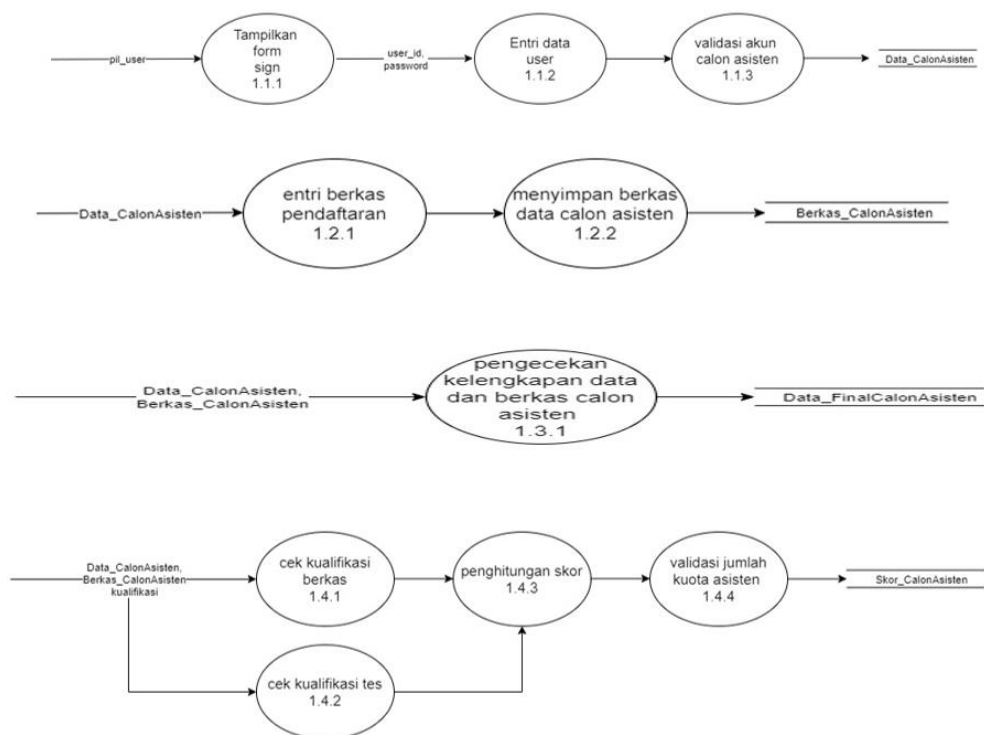 pil_user
Tampilkan
form
sign
1.1.1
user_id,
password
Entri data
user
1.1.2
validasi akun
calon asisten
1.1.3
Data_CalonAsisten
Data_CalonAsisten
entri berkas
pendaftaran
1.2.1
menyimpan berkas
data calon asisten
1.2.2
Berkas_CalonAsisten
Data_CalonAsisten,
Berkas_CalonAsisten
pengecekan
kelengkapan data
dan berkas calon
asisten
1.3.1
Data_FinalCalonAsisten
Data_CalonAsisten,
Berkas_CalonAsisten
kualifikasi
cek kualifikasi
berkas
1.4.1
penghitungan skor
1.4.3
validasi jumlah
kuota asisten
1.4.4
Skor_CalonAsisten
cek kualifikasi tes
1.4.2